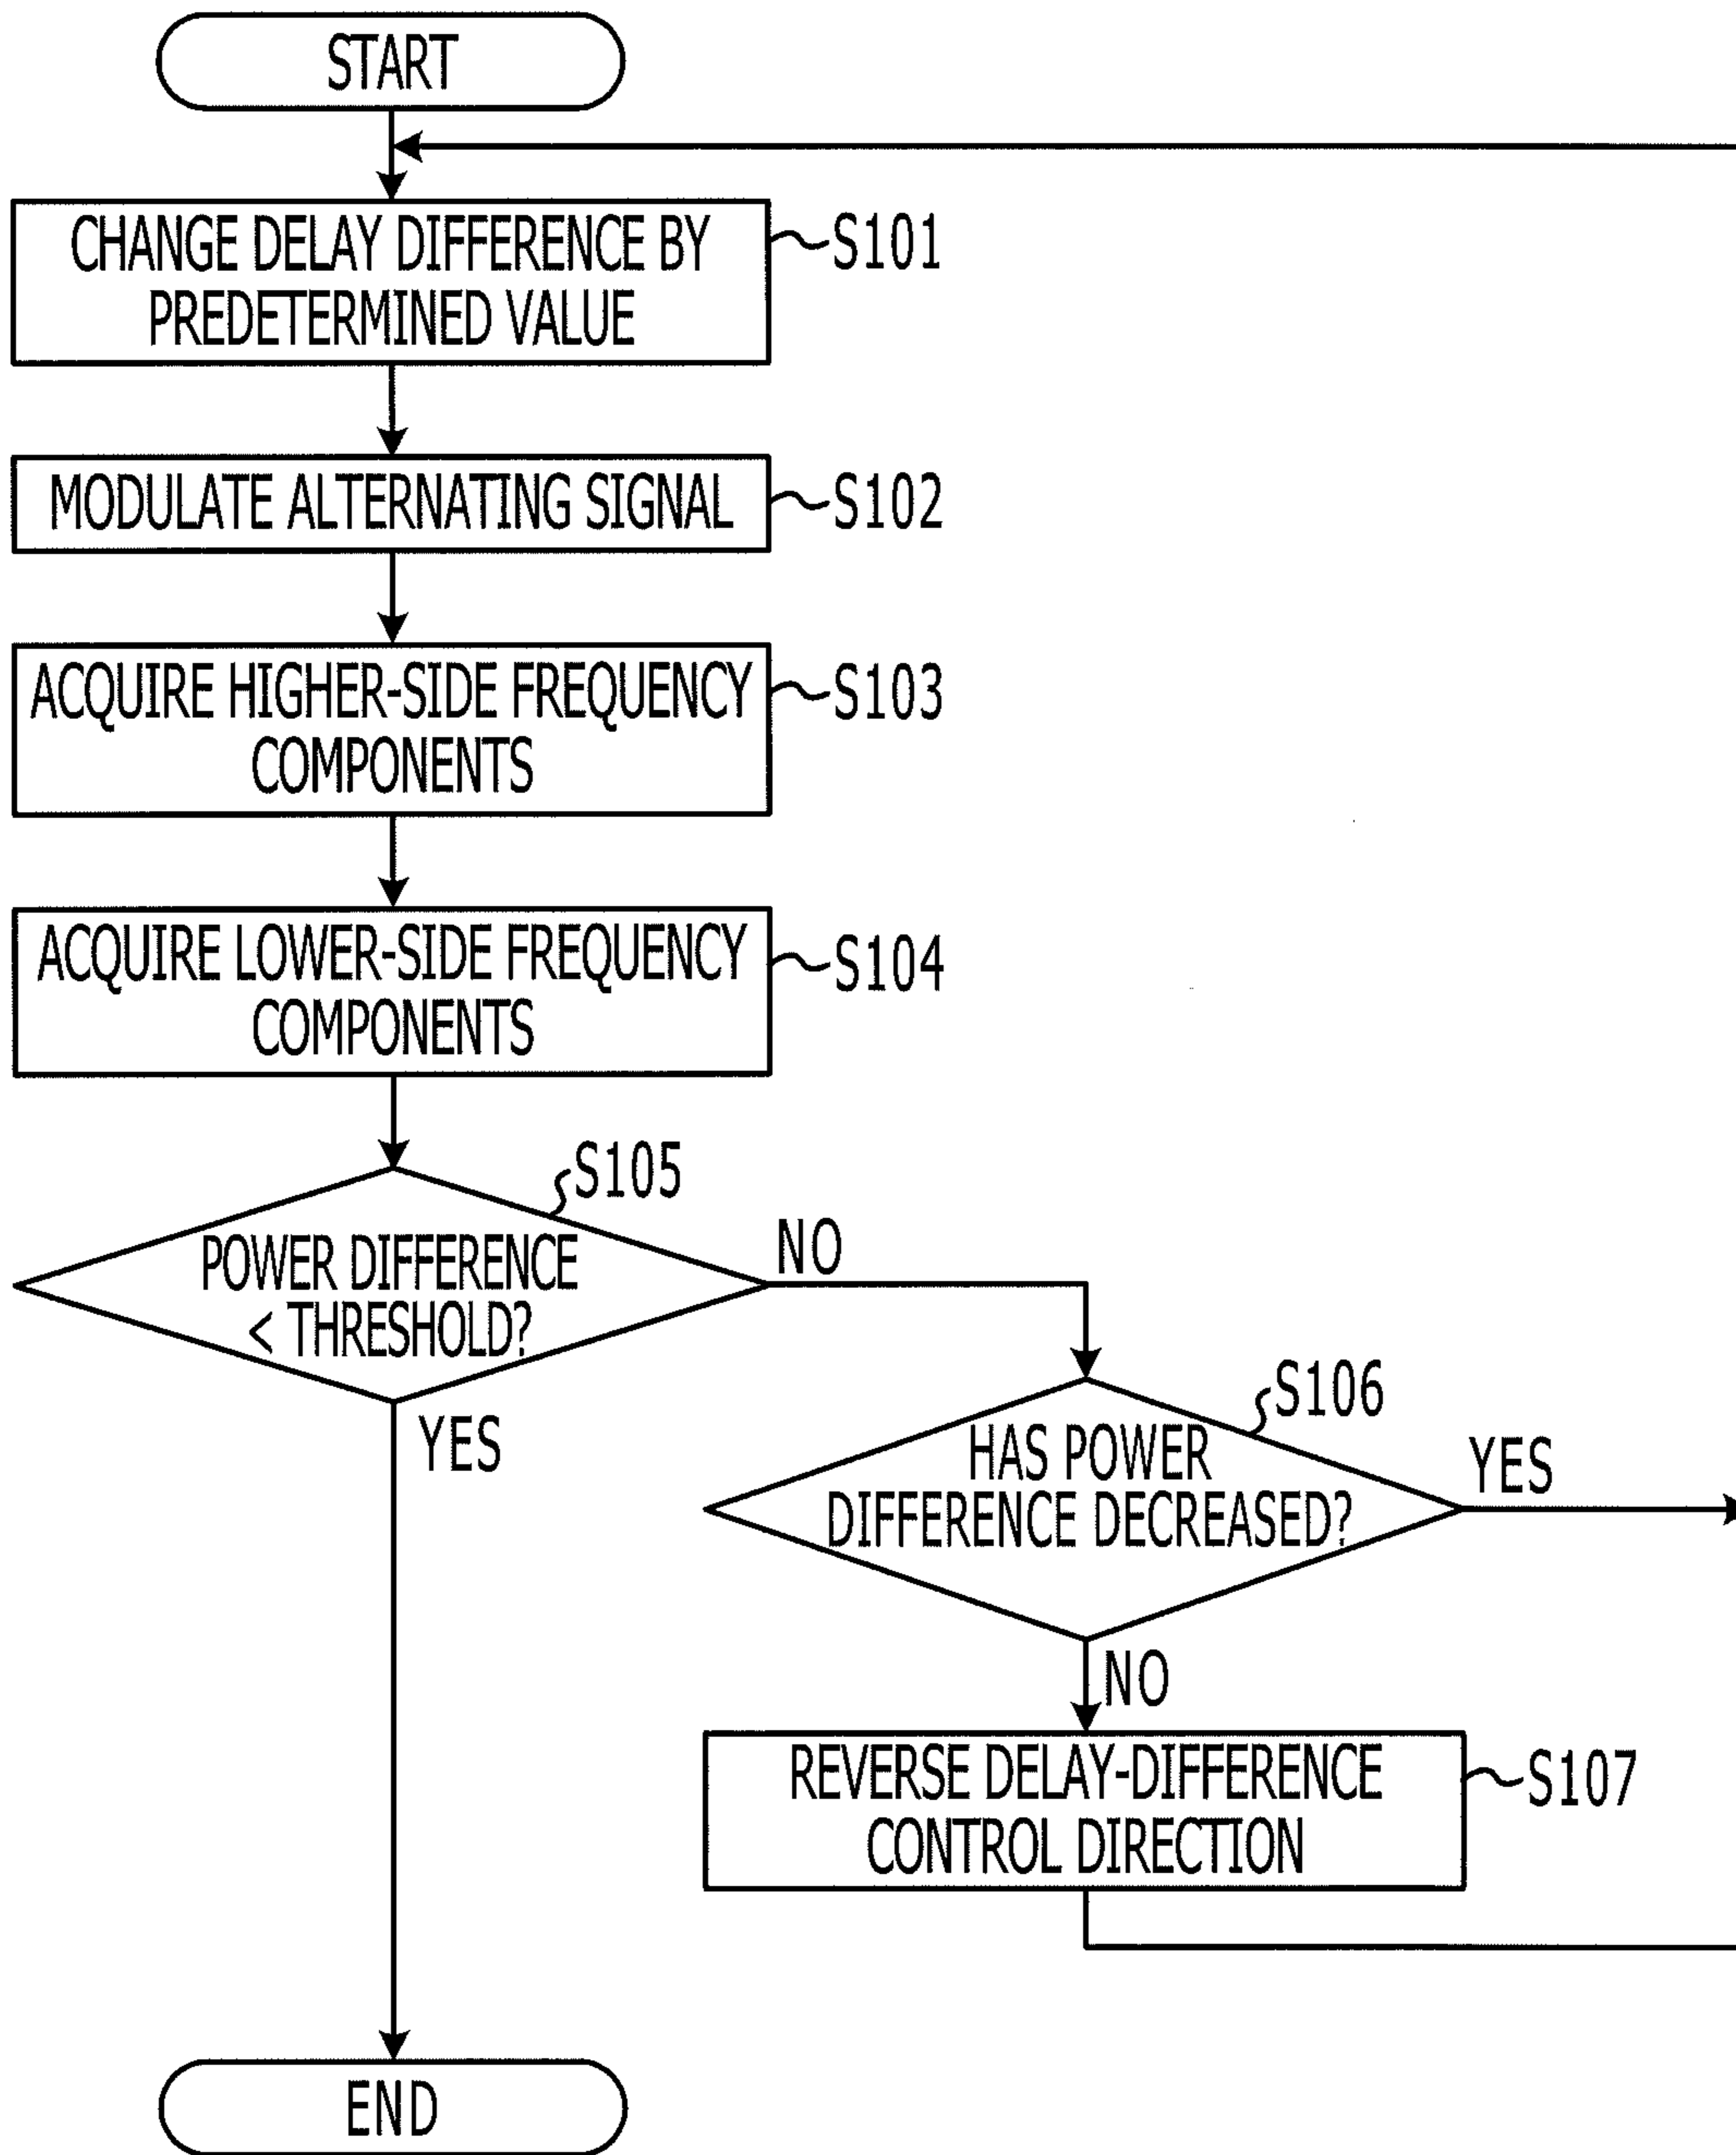 START
CHANGE DELAY DIFFERENCE BY
PREDETERMINED VALUE
S101
MODULATE ALTERNATING SIGNAL
S102
ACQUIRE HIGHER-SIDE FREQUENCY
COMPONENTS
S103
ACQUIRE LOWER-SIDE FREQUENCY
COMPONENTS
S104
S105
POWER DIFFERENCE
< THRESHOLD?
NO
YES
S106
HAS POWER
DIFFERENCE DECREASED?
YES
NO
REVERSE DELAY-DIFFERENCE
CONTROL DIRECTION
S107
END